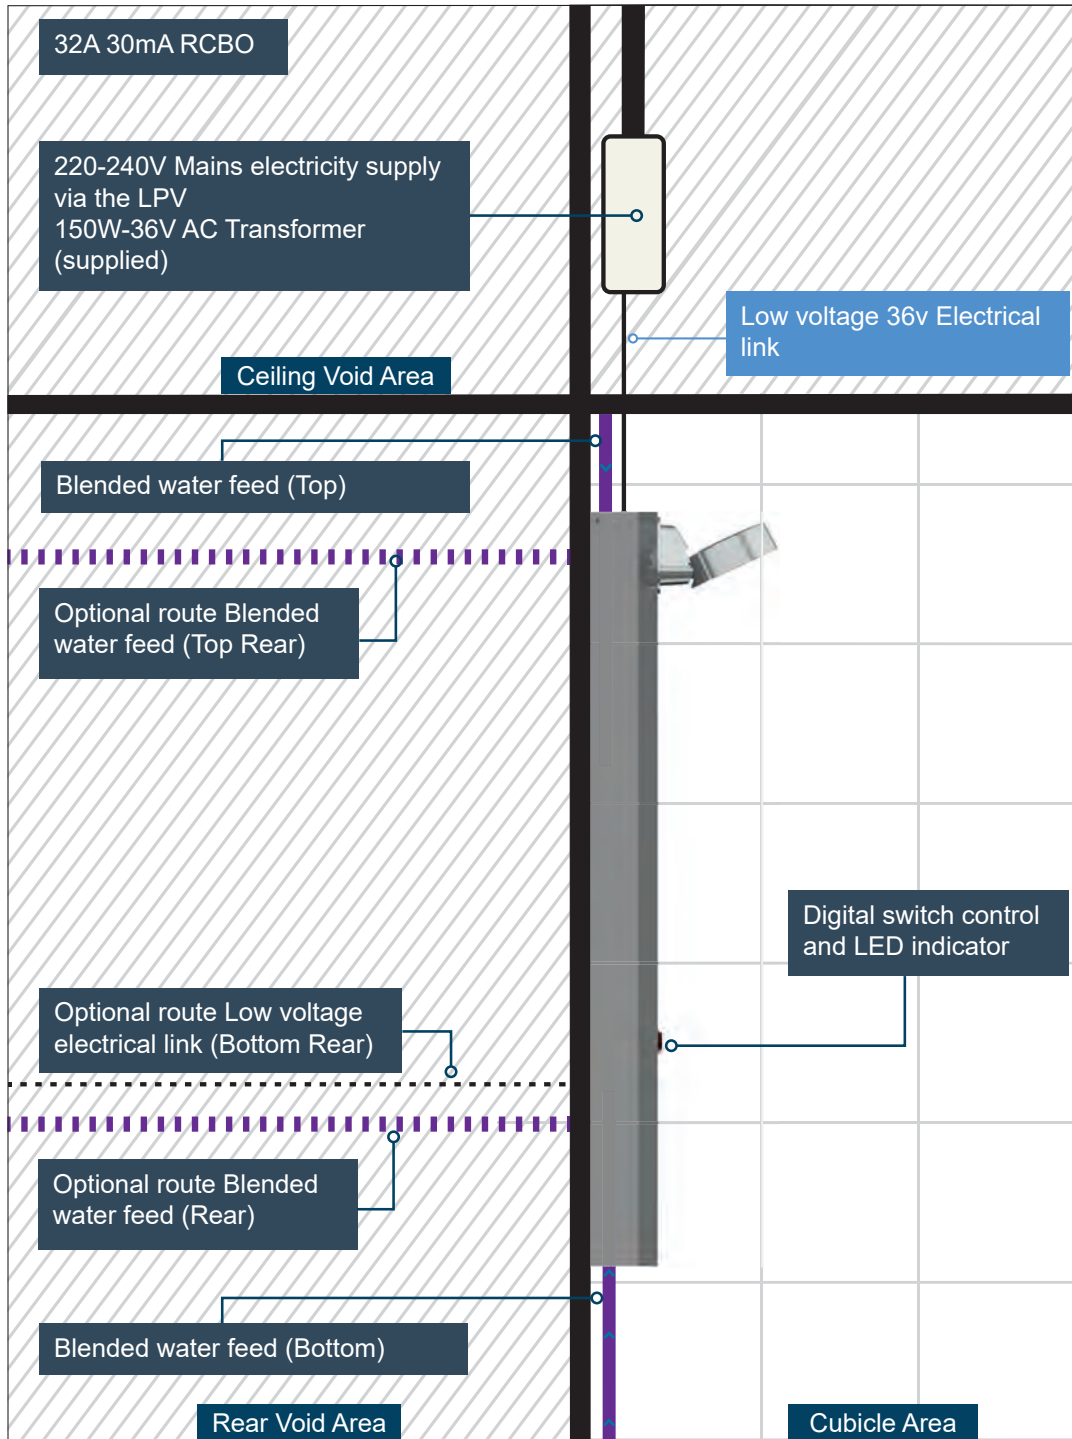 32A 30mA RCBO
220-240V Mains electricity supply
via the LPV
150W-36V AC Transformer
(supplied)
Low voltage 36v Electrical
link
Ceiling Void Area
Blended water feed (Top)
Optional route Blended
water feed (Top Rear)
Digital switch control
and LED indicator
Optional route Low voltage
electrical link (Bottom Rear)
Optional route Blended
water feed (Rear)
Blended water feed (Bottom)
Rear Void Area
Cubicle Area